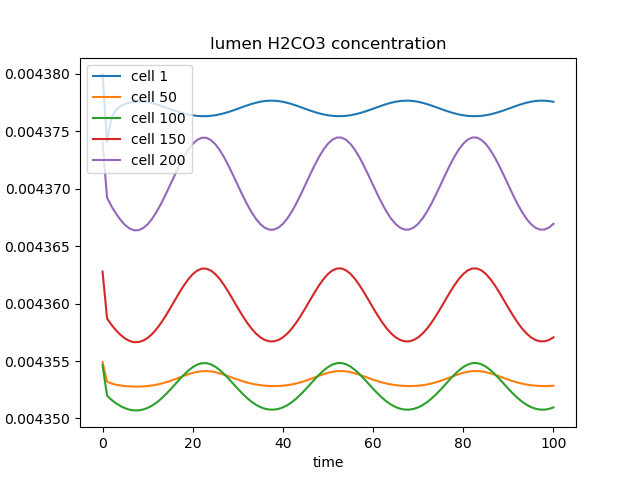 lumen H2CO3 concentration
0.004380
0.004375
0.004370
0.004365
0.004360
0.004355
0.004350
cell 1
cell 50
cell 100
cell 150
cell 200
0 20 40 60 80 100
time